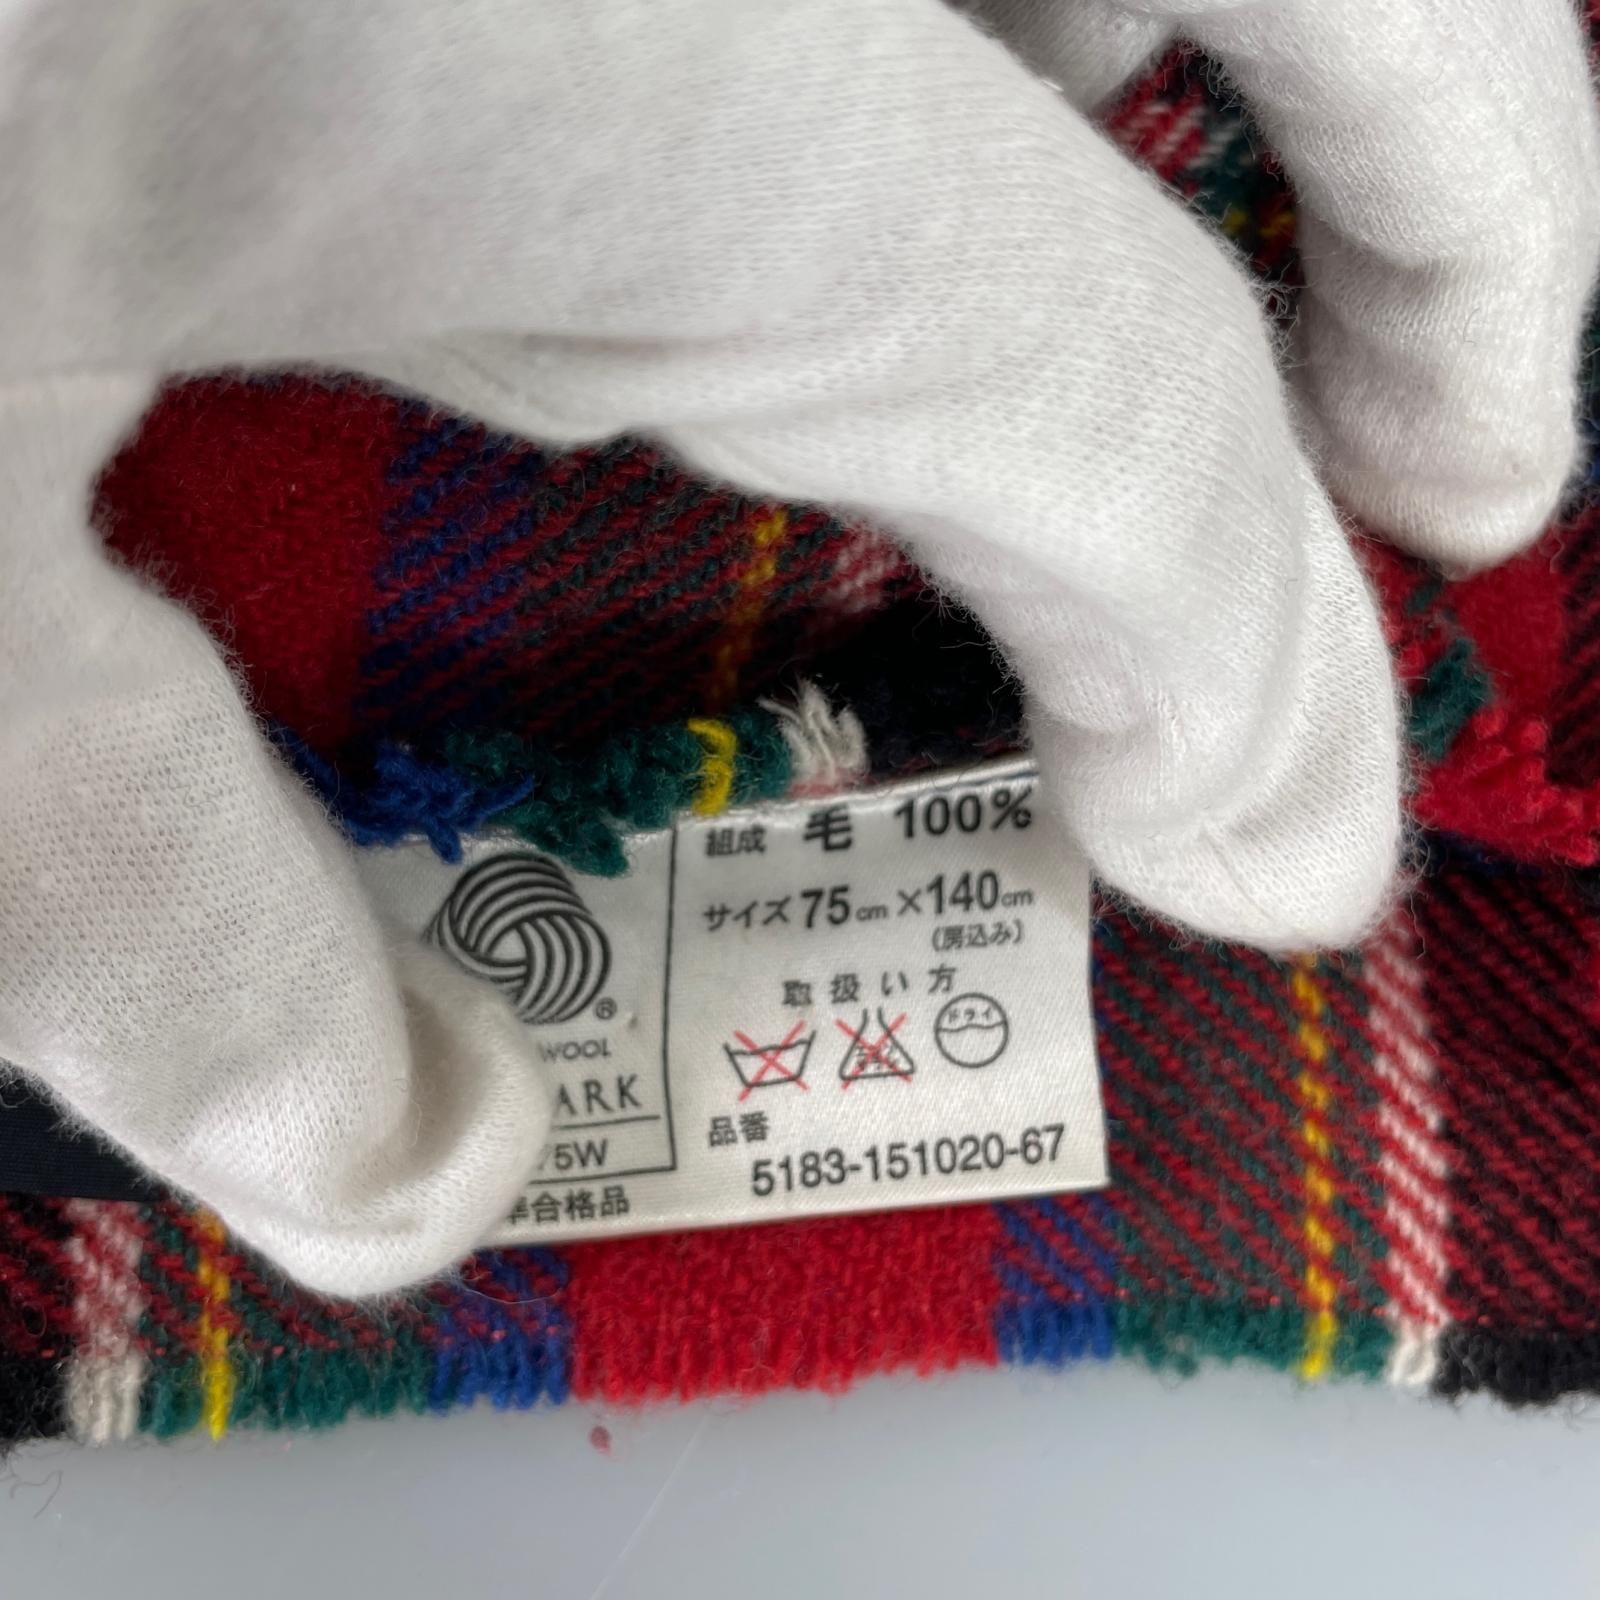 ®
WOOL
ARK
75W
準合格品
組成 毛 100%
サイズ 75cm×140cm
(房込み)
取扱い方
ドライ
品番
5183-151020-67